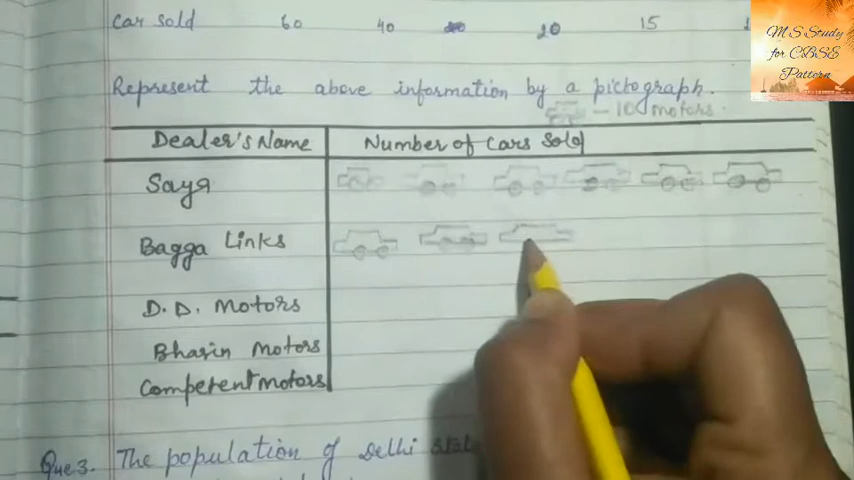 Car Sold 60 40 20 15
Represent the above information by a pictograph.
- 10 motors.
Dealer's Name Number of Cars Sold
Saya
Bagga Links
D.D. Motors
Bhasin Motors
Competent Motors
Que3. The population of Delhi
M S Study
for CBSE
Pattern